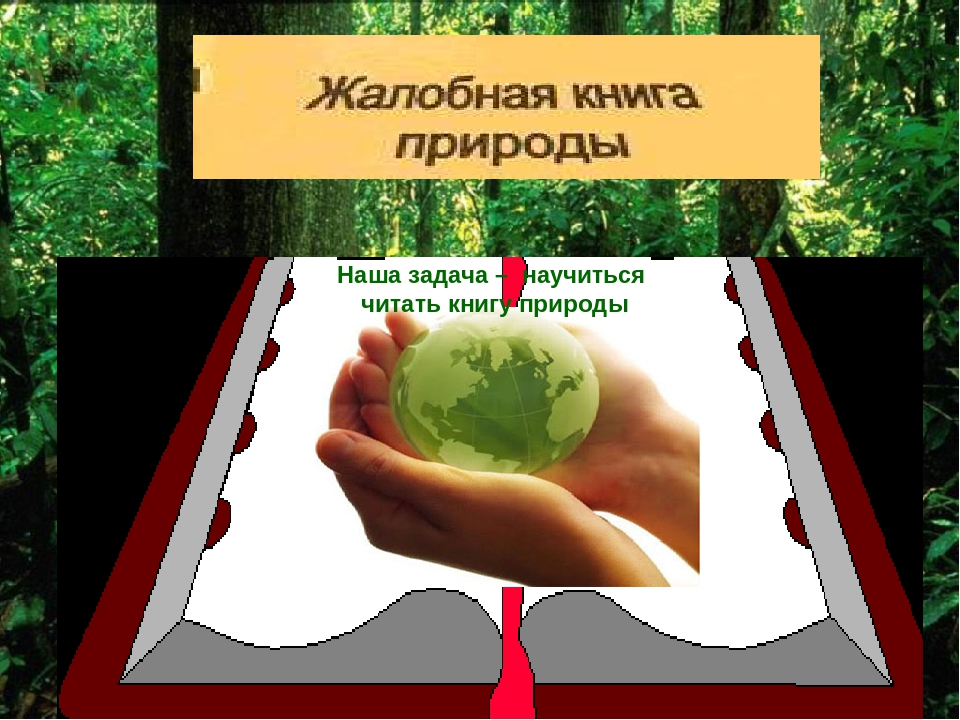 Жалобная книга
природы
Наша задача – научиться
читать книгу природы